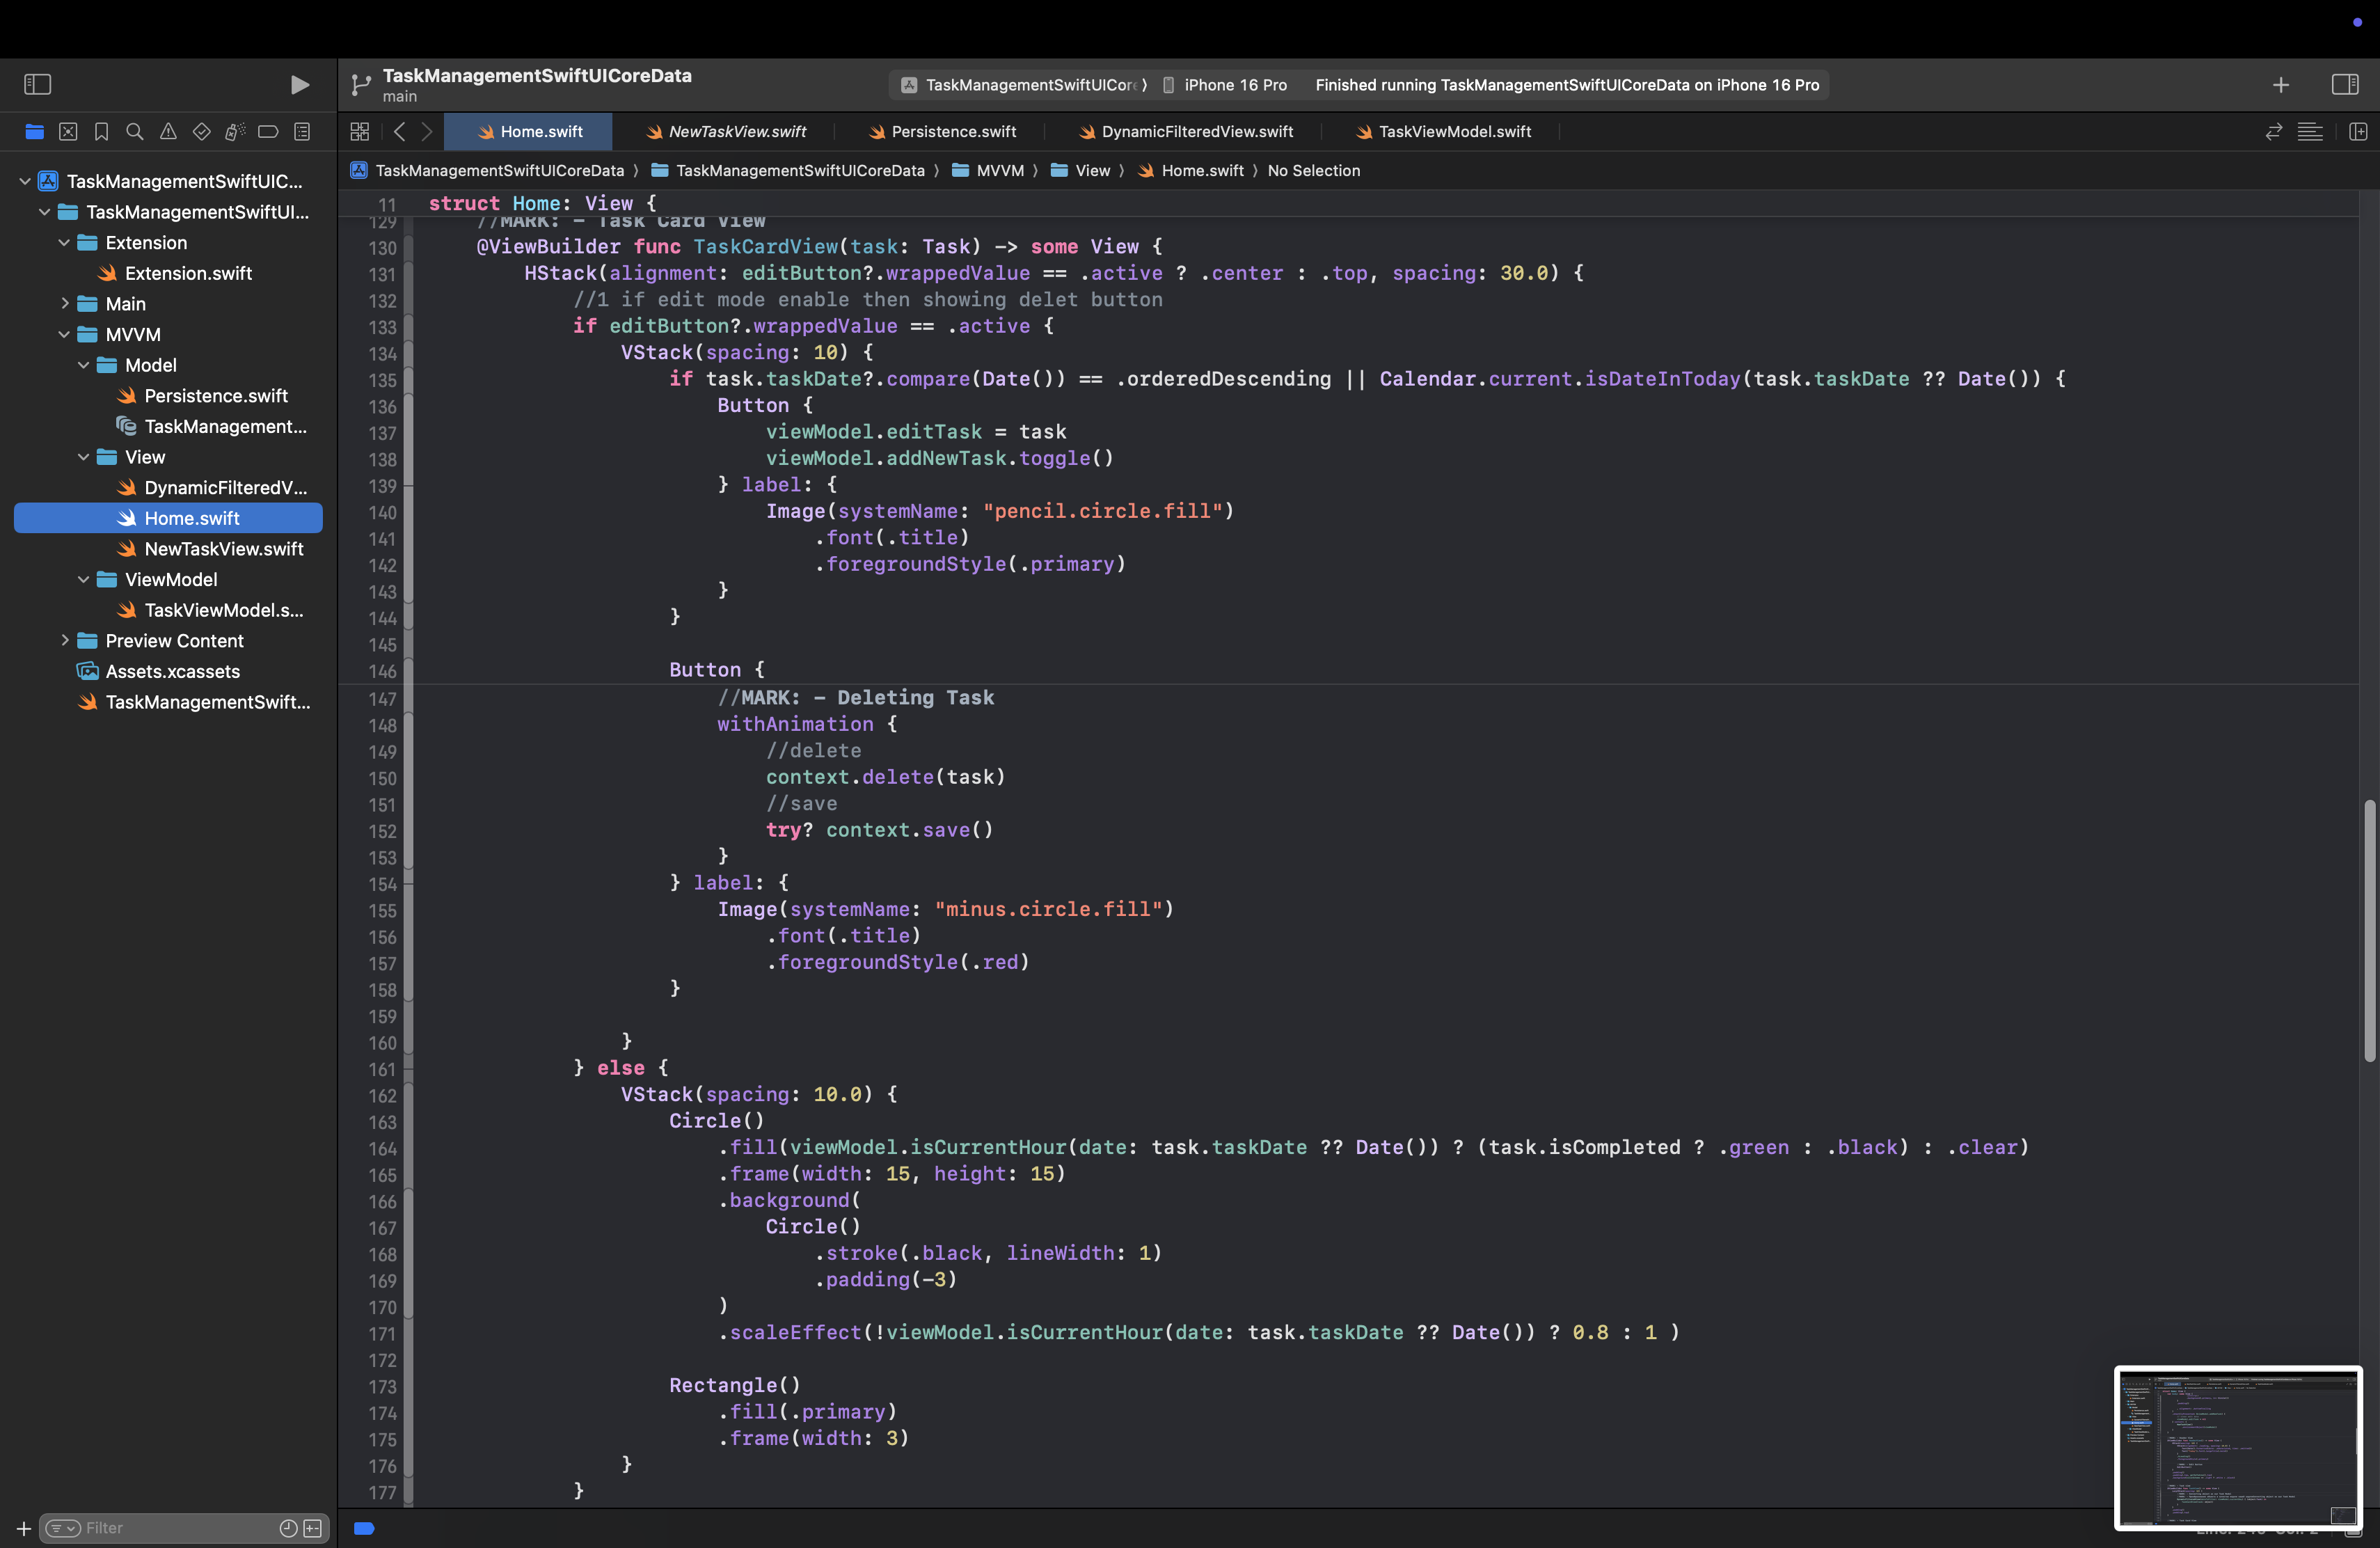 TaskManagementSwiftUICoreData
main
TaskManagementSwiftUICor
iPhone 16 Pro
Finished running TaskManagementSwiftUICoreData on iPhone 16 Pro
Home.swift
NewTaskView.swift
Persistence.swift
DynamicFilteredView.swift
TaskViewModel.swift
TaskManagementSwiftUICoreData 〉 TaskManagementSwiftUICoreData 〉 MVVM 〉 View 〉 Home.swift 〉 No Selection
TaskManagementSwiftUIC...
TaskManagementSwiftUI...
Extension
Extension.swift
Main
MVVM
Model
Persistence.swift
TaskManagement...
View
DynamicFilteredV...
Home.swift
NewTaskView.swift
ViewModel
TaskViewModel.s...
Preview Content
Assets.xcassets
TaskManagementSwift...
Filter
11 struct Home: View {
129 //MARK: - Task Card View
130 @ViewBuilder func TaskCardView(task: Task) -> some View {
131 HStack(alignment: editButton?.wrappedValue == .active ? .center : .top, spacing: 30.0) {
132 //1 if edit mode enable then showing delet button
133 if editButton?.wrappedValue == .active {
134 VStack(spacing: 10) {
135 if task.taskDate?.compare(Date()) == .orderedDescending || Calendar.current.isDateInToday(task.taskDate ?? Date()) {
136 Button {
137 viewModel.editTask = task
138 viewModel.addNewTask.toggle()
139 } label: {
140 Image(systemName: "pencil.circle.fill")
141 .font(.title)
142 .foregroundStyle(.primary)
143 }
144 }
145
146 Button {
147 //MARK: - Deleting Task
148 withAnimation {
149 //delete
150 context.delete(task)
151 //save
152 try? context.save()
153 }
154 } label: {
155 Image(systemName: "minus.circle.fill")
156 .font(.title)
157 .foregroundStyle(.red)
158 }
159
160 }
161 } else {
162 VStack(spacing: 10.0) {
163 Circle()
164 .fill(viewModel.isCurrentHour(date: task.taskDate ?? Date()) ? (task.isCompleted ? .green : .black) : .clear)
165 .frame(width: 15, height: 15)
166 .background(
167 Circle()
168 .stroke(.black, lineWidth: 1)
169 .padding(-3)
170 )
171 .scaleEffect(!viewModel.isCurrentHour(date: task.taskDate ?? Date()) ? 0.8 : 1 )
172
173 Rectangle()
174 .fill(.primary)
175 .frame(width: 3)
176 }
177 }